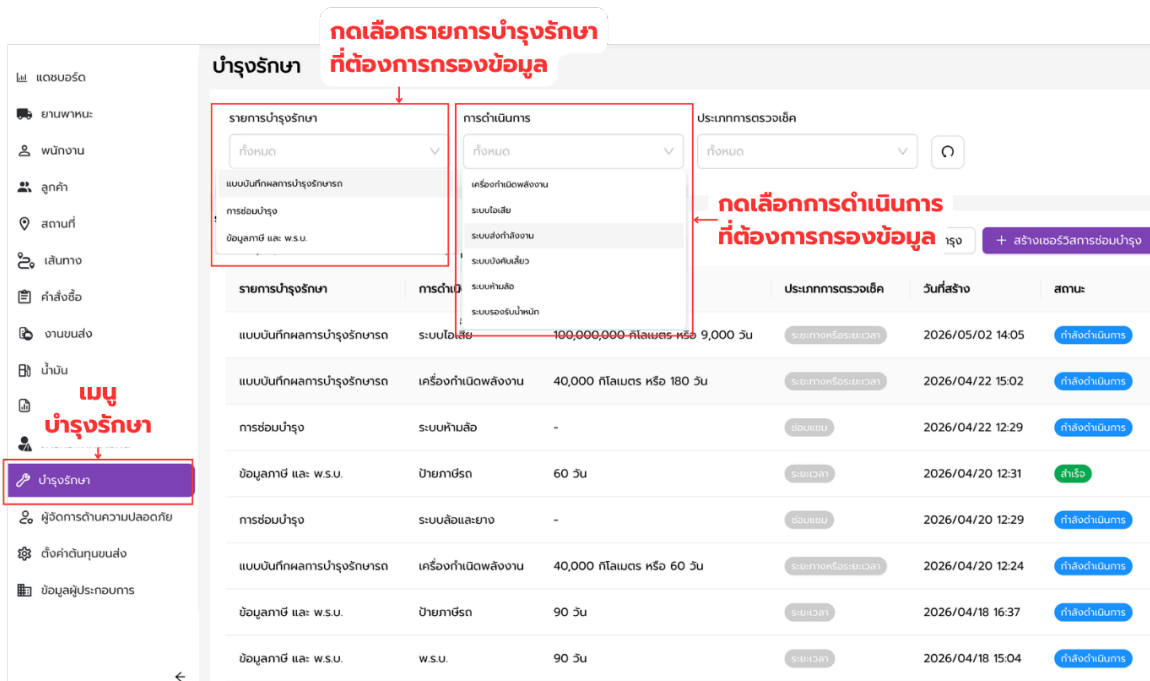 กดเลือกรายการบำรุงรักษา
ที่ต้องการกรองข้อมูล
บำรุงรักษา
แดชบอร์ด
ยานพาหนะ
พนักงาน
ลูกค้า
สถานที่
เส้นทาง
คำสั่งซื้อ
งานขนส่ง
น้ำมัน
เมนู
บำรุงรักษา
บำรุงรักษา
ผู้จัดการด้านความปลอดภัย
ตั้งค่าต้นทุนขนส่ง
ข้อมูลผู้ประกอบการ
รายการบำรุงรักษา การดำเนินการ ประเภทการตรวจเช็ค
ทั้งหมด ทั้งหมด ทั้งหมด
แบบบันทึกผลการบำรุงรักษารถ
การซ่อมบำรุง
ข้อมูลภาษี และ พ.ร.บ.
เครื่องกำเนิดพลังงาน
ระบบไอเสีย
ระบบส่งกำลังงาน
ระบบบังคับเลี้ยว
ระบบห้ามล้อ
ระบบรองรับน้ำหนัก
กดเลือกการดำเนินการ
ที่ต้องการกรองข้อมูล
+ สร้างเซอร์วิสการซ่อมบำรุง
รายการบำรุงรักษา ประเภทการตรวจเช็ค วันที่สร้าง สถานะ
แบบบันทึกผลการบำรุงรักษารถ ระบบไอเสีย 100,000,000 กิโลเมตร หรือ 9,000 วัน ระยะทางหรือระยะเวลา 2026/05/02 14:05 กำลังดำเนินการ
แบบบันทึกผลการบำรุงรักษารถ เครื่องกำเนิดพลังงาน 40,000 กิโลเมตร หรือ 180 วัน ระยะทางหรือระยะเวลา 2026/04/22 15:02 กำลังดำเนินการ
การซ่อมบำรุง ระบบห้ามล้อ - ซ่อมแซม 2026/04/22 12:29 กำลังดำเนินการ
ข้อมูลภาษี และ พ.ร.บ. ป้ายภาษีรถ 60 วัน ระยะเวลา 2026/04/20 12:31 สำเร็จ
การซ่อมบำรุง ระบบล้อและยาง - ซ่อมแซม 2026/04/20 12:29 กำลังดำเนินการ
แบบบันทึกผลการบำรุงรักษารถ เครื่องกำเนิดพลังงาน 40,000 กิโลเมตร หรือ 60 วัน ระยะทางหรือระยะเวลา 2026/04/20 12:24 กำลังดำเนินการ
ข้อมูลภาษี และ พ.ร.บ. ป้ายภาษีรถ 90 วัน ระยะเวลา 2026/04/18 16:37 กำลังดำเนินการ
ข้อมูลภาษี และ พ.ร.บ. พ.ร.บ. 90 วัน ระยะเวลา 2026/04/18 15:04 กำลังดำเนินการ